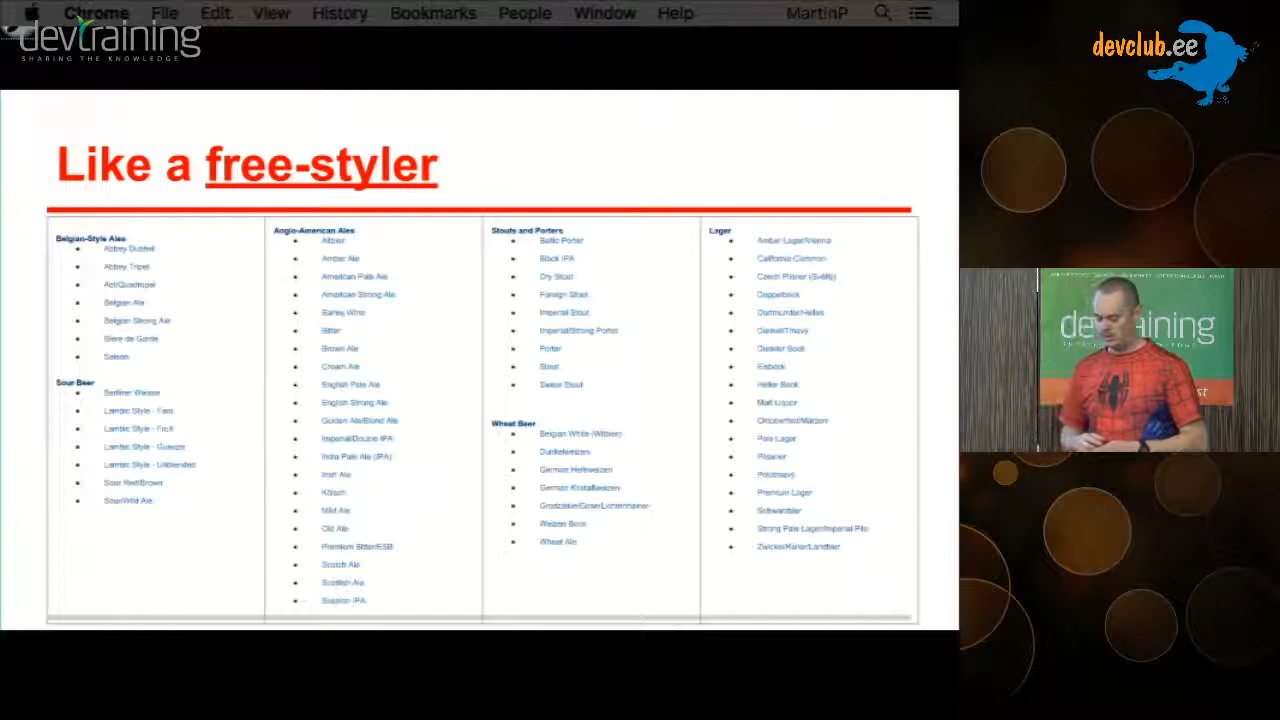 Chrome File Edit View History Bookmarks People Window Help MartinP
devtraining
SHARING THE KNOWLEDGE
devclub.ee
Like a free-styler
Belgian-Style Ales
Abbey Dubbel
Abbey Tripel
Abt/Quadrupel
Belgian Ale
Belgian Strong Ale
Bière de Garde
Saison
Sour Beer
Berliner Weisse
Lambic Style - Faro
Lambic Style - Fruit
Lambic Style - Gueuze
Lambic Style - Unblended
Sour Red/Brown
Sour/Wild Ale
Anglo-American Ales
Altbier
Amber Ale
American Pale Ale
American Strong Ale
Barley Wine
Bitter
Brown Ale
Cream Ale
English Pale Ale
English Strong Ale
Golden Ale/Blond Ale
Imperial/Double IPA
India Pale Ale (IPA)
Irish Ale
Kölsch
Mild Ale
Old Ale
Premium Bitter/ESB
Scotch Ale
Scottish Ale
Session IPA
Stouts and Porters
Baltic Porter
Black IPA
Dry Stout
Foreign Stout
Imperial Stout
Imperial/Strong Porter
Porter
Stout
Sweet Stout
Wheat Beer
Belgian White (Witbier)
Dunkelweizen
German Hefeweizen
German Kristallweizen
Grodziskie/Gose/Lichtenhainer
Weizen Bock
Wheat Ale
Lager
Amber Lager/Vienna
California Common
Czech Pilsner (Světlý)
Doppelbock
Dortmunder/Helles
Dunkel/Tmavý
Dunkler Bock
Eisbock
Heller Bock
Malt Liquor
Oktoberfest/Märzen
Pale Lager
Pilsener
Polotmavý
Premium Lager
Schwarzbier
Strong Pale Lager/Imperial Pils
Zwickel/Keller/Landbier